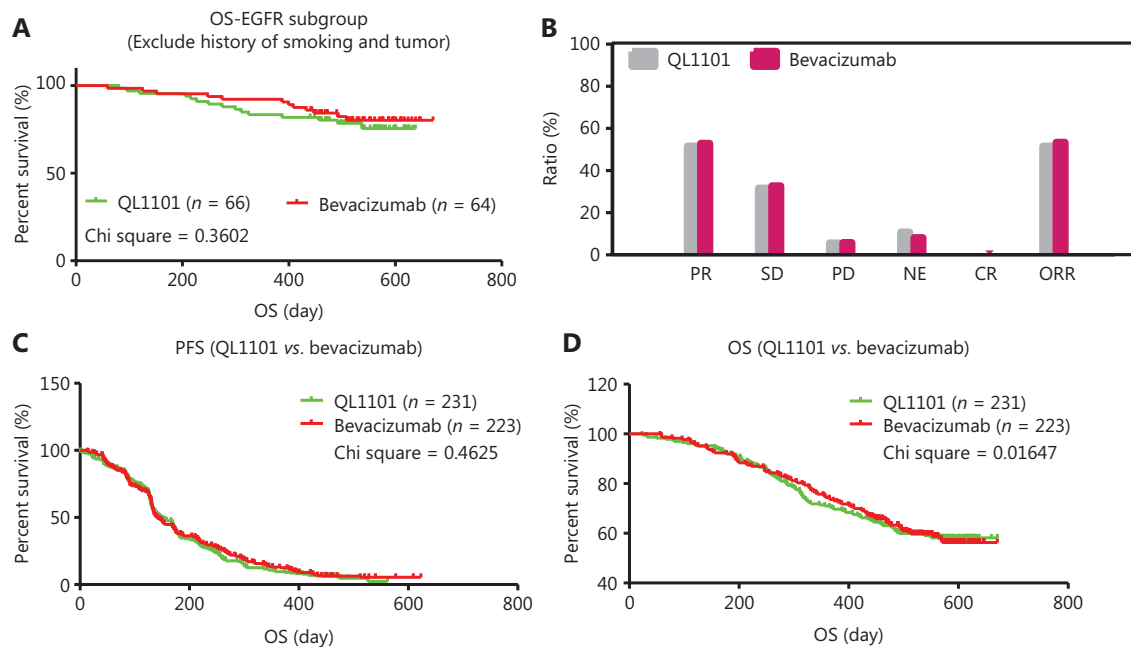 A
OS-EGFR subgroup
(Exclude history of smoking and tumor)
Percent survival (%)
100
50
0
QL1101 (n = 66)
Bevacizumab (n = 64)
Chi square = 0.3602
0 200 400 600 800
OS (day)
B
QL1101
Bevacizumab
Ratio (%)
100
80
60
40
20
0
PR SD PD NE CR ORR
C
PFS (QL1101 vs. bevacizumab)
Percent survival (%)
150
100
50
0
QL1101 (n = 231)
Bevacizumab (n = 223)
Chi square = 0.4625
0 200 400 600 800
OS (day)
D
OS (QL1101 vs. bevacizumab)
Percent survival (%)
120
100
80
60
40
QL1101 (n = 231)
Bevacizumab (n = 223)
Chi square = 0.01647
0 200 400 600 800
OS (day)